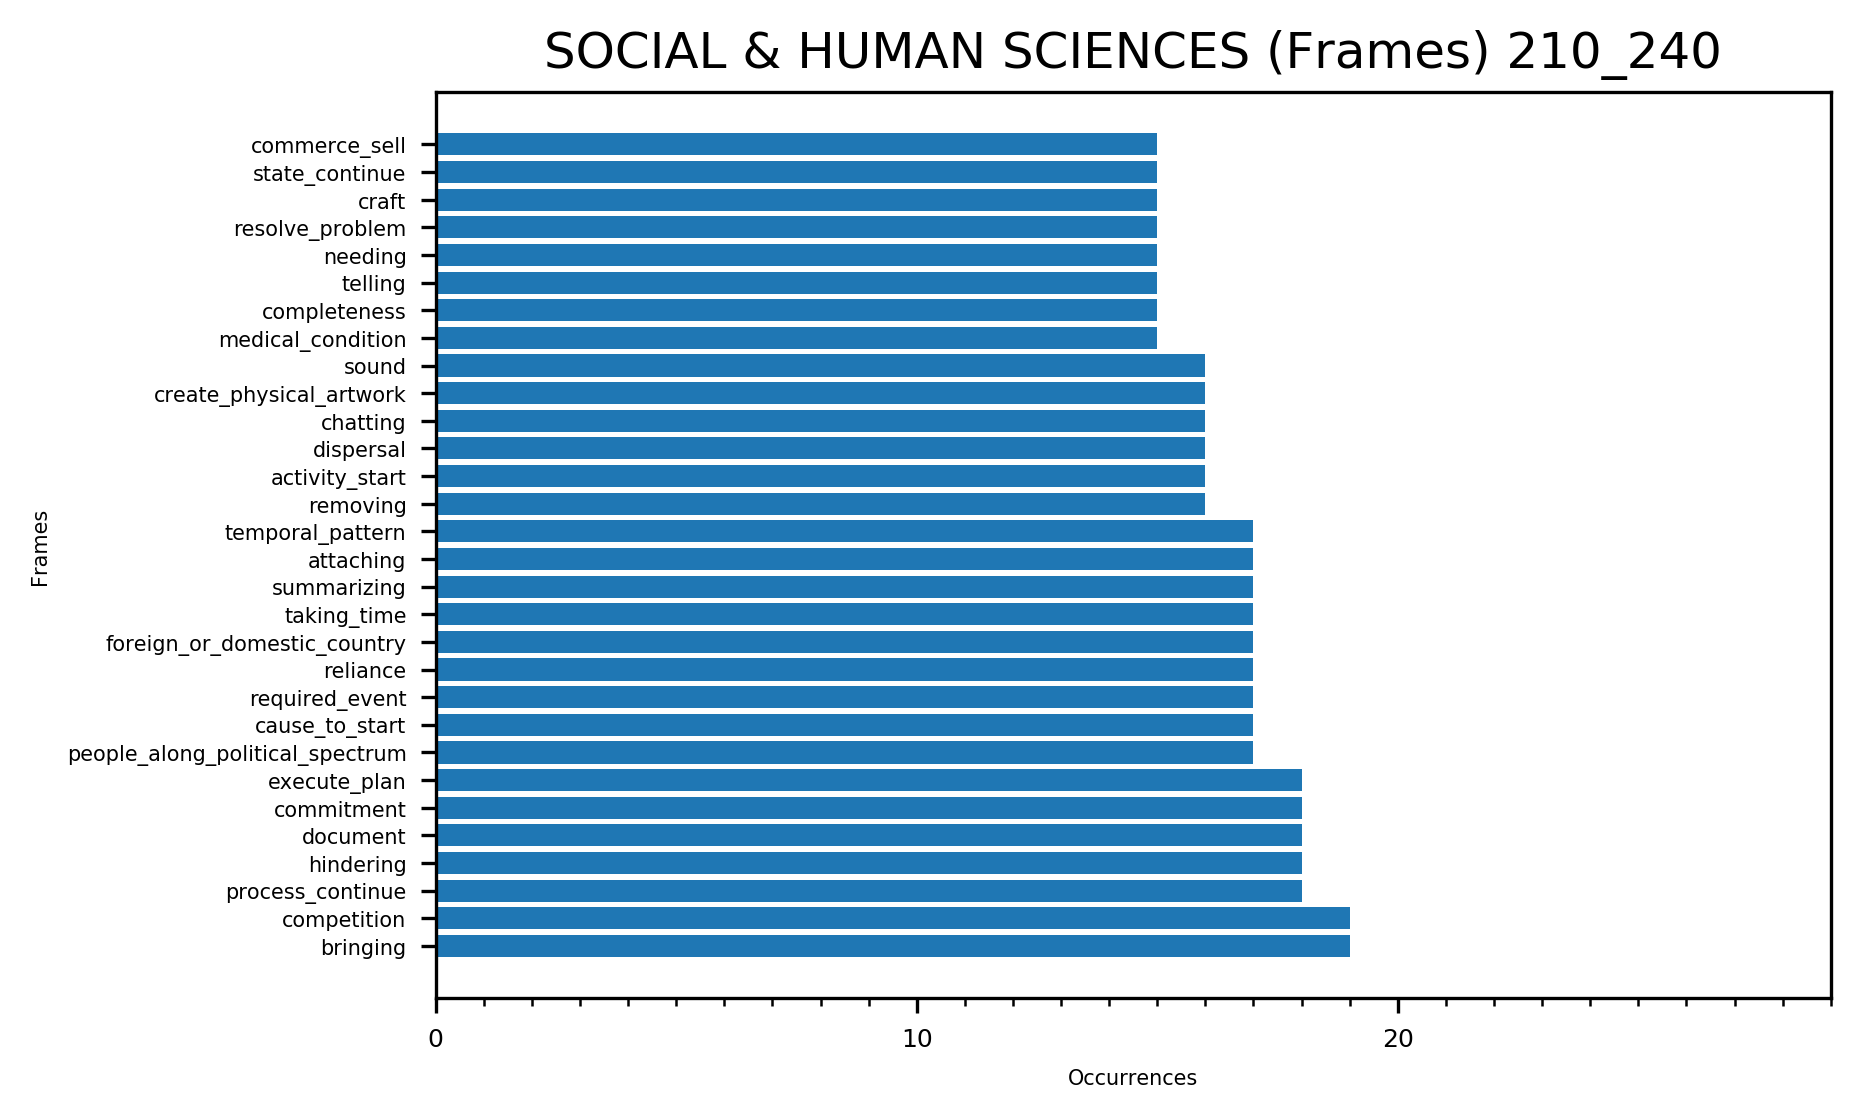 SOCIAL & HUMAN SCIENCES (Frames) 210_240
commerce_sell
state_continue
craft
resolve_problem
needing
telling
completeness
medical_condition
sound
create_physical_artwork
chatting
dispersal
activity_start
removing
temporal_pattern
attaching
summarizing
taking_time
foreign_or_domestic_country
reliance
required_event
cause_to_start
people_along_political_spectrum
execute_plan
commitment
document
hindering
process_continue
competition
bringing
Frames
0 10 20
Occurrences